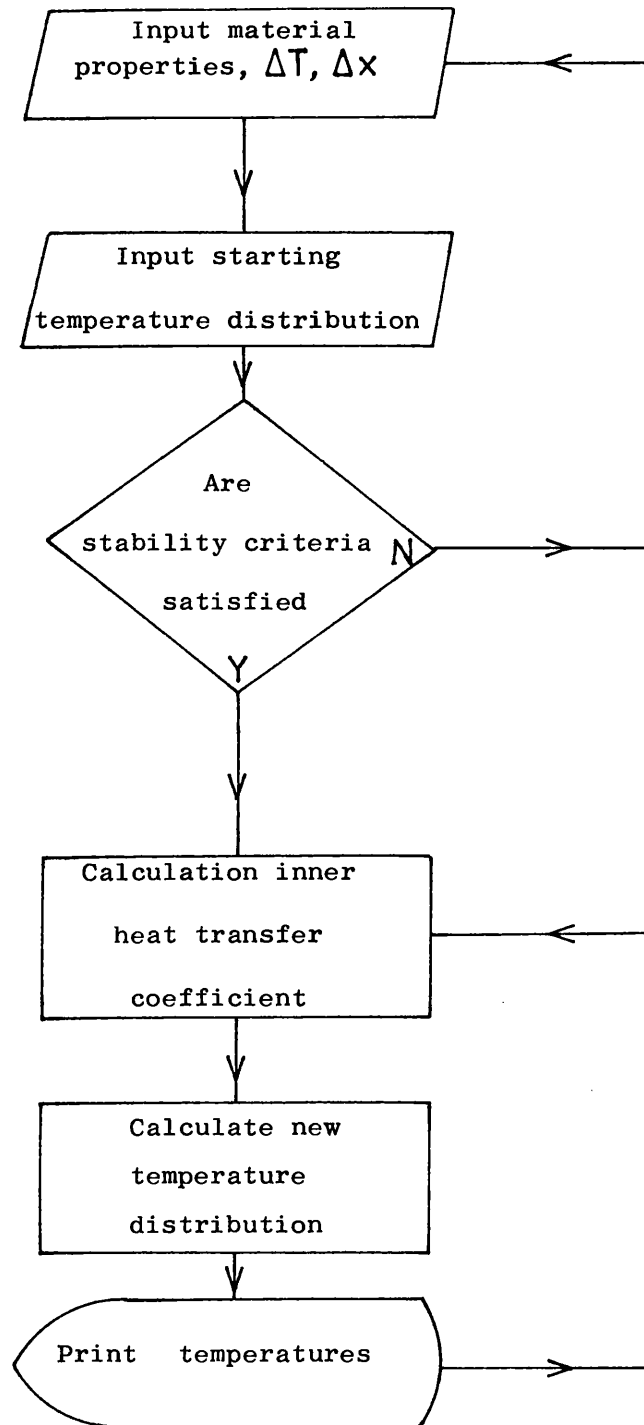 Input material
properties, ΔT, Δx
Input starting
temperature distribution
Are
stability criteria
N
satisfied
Y
Calculation inner
heat transfer
coefficient
Calculate new
temperature
distribution
Print temperatures